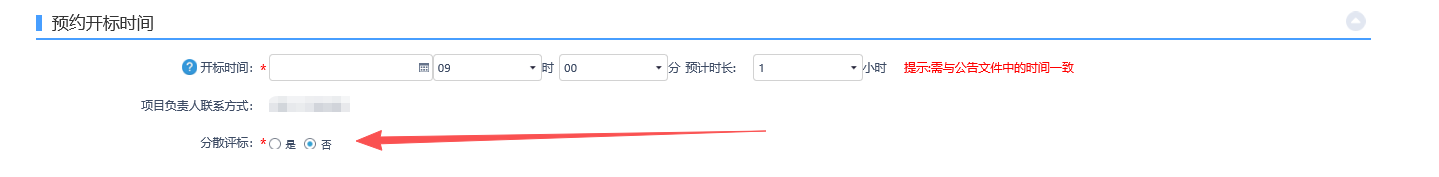 预约开标时间
? 开标时间: * 09 时 00 分 预计时长: 1 小时 提示:需与公告文件中的时间一致
项目负责人联系方式:
分散评标: * 是 否